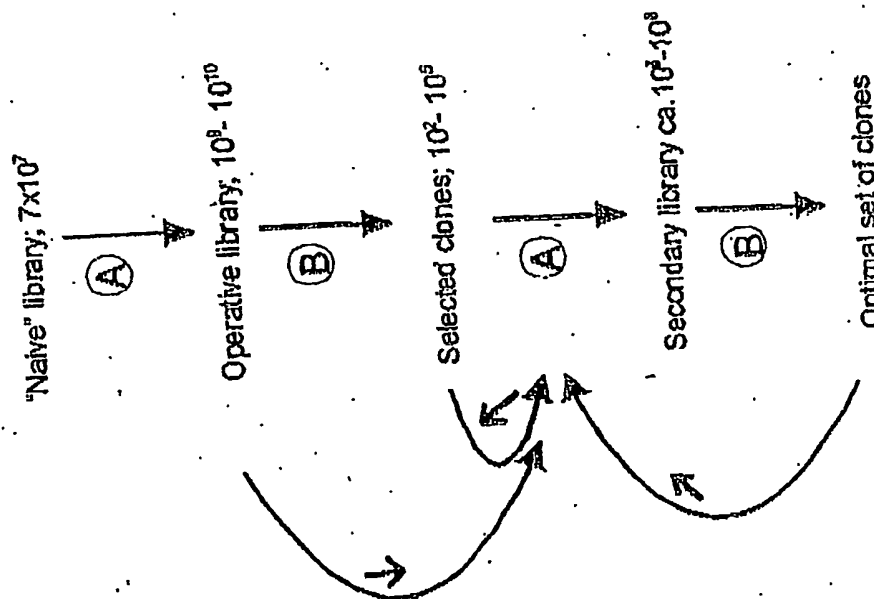 "Naive" library; 7x10⁷
A
Operative library; 10⁹- 10¹⁰
B
Selected clones; 10²- 10⁵
A
Secondary library ca. 10³-10⁸
B
Optimal set of clones